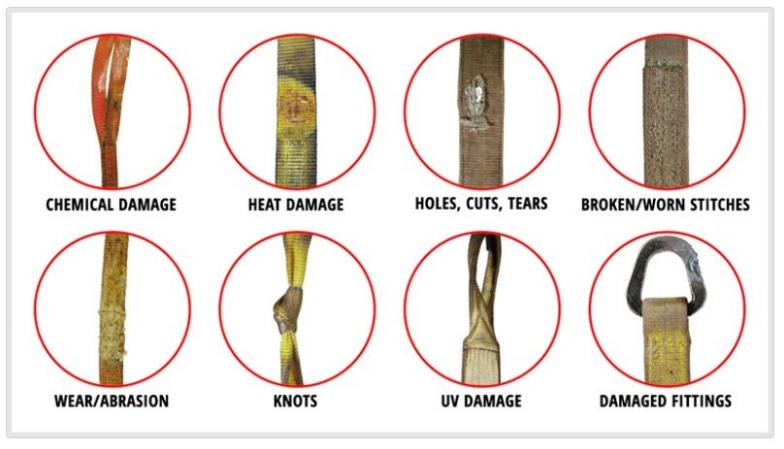 CHEMICAL DAMAGE
HEAT DAMAGE
HOLES, CUTS, TEARS
BROKEN/WORN STITCHES
WEAR/ABRASION
KNOTS
UV DAMAGE
DAMAGED FITTINGS